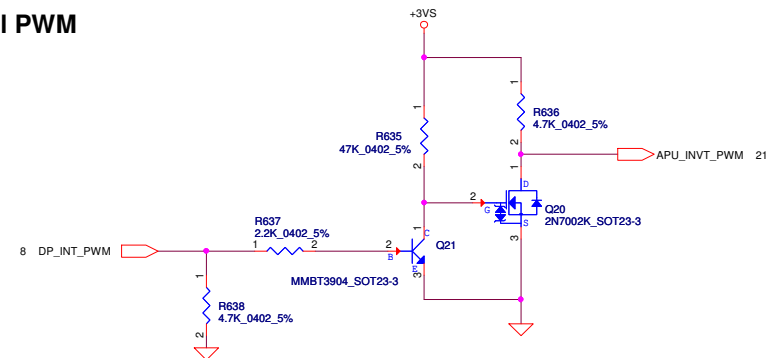 I PWM
+3VS
1
R636
4.7K_0402_5%
2
1
R635
47K_0402_5%
2
APU_INVT_PWM 21
1
D
2
G
Q20
2N7002K_SOT23-3
S
3
R637
1 2.2K_0402_5% 2
8 DP_INT_PWM
1
C
2
B
Q21
E
3
MMBT3904_SOT23-3
1
R638
4.7K_0402_5%
2